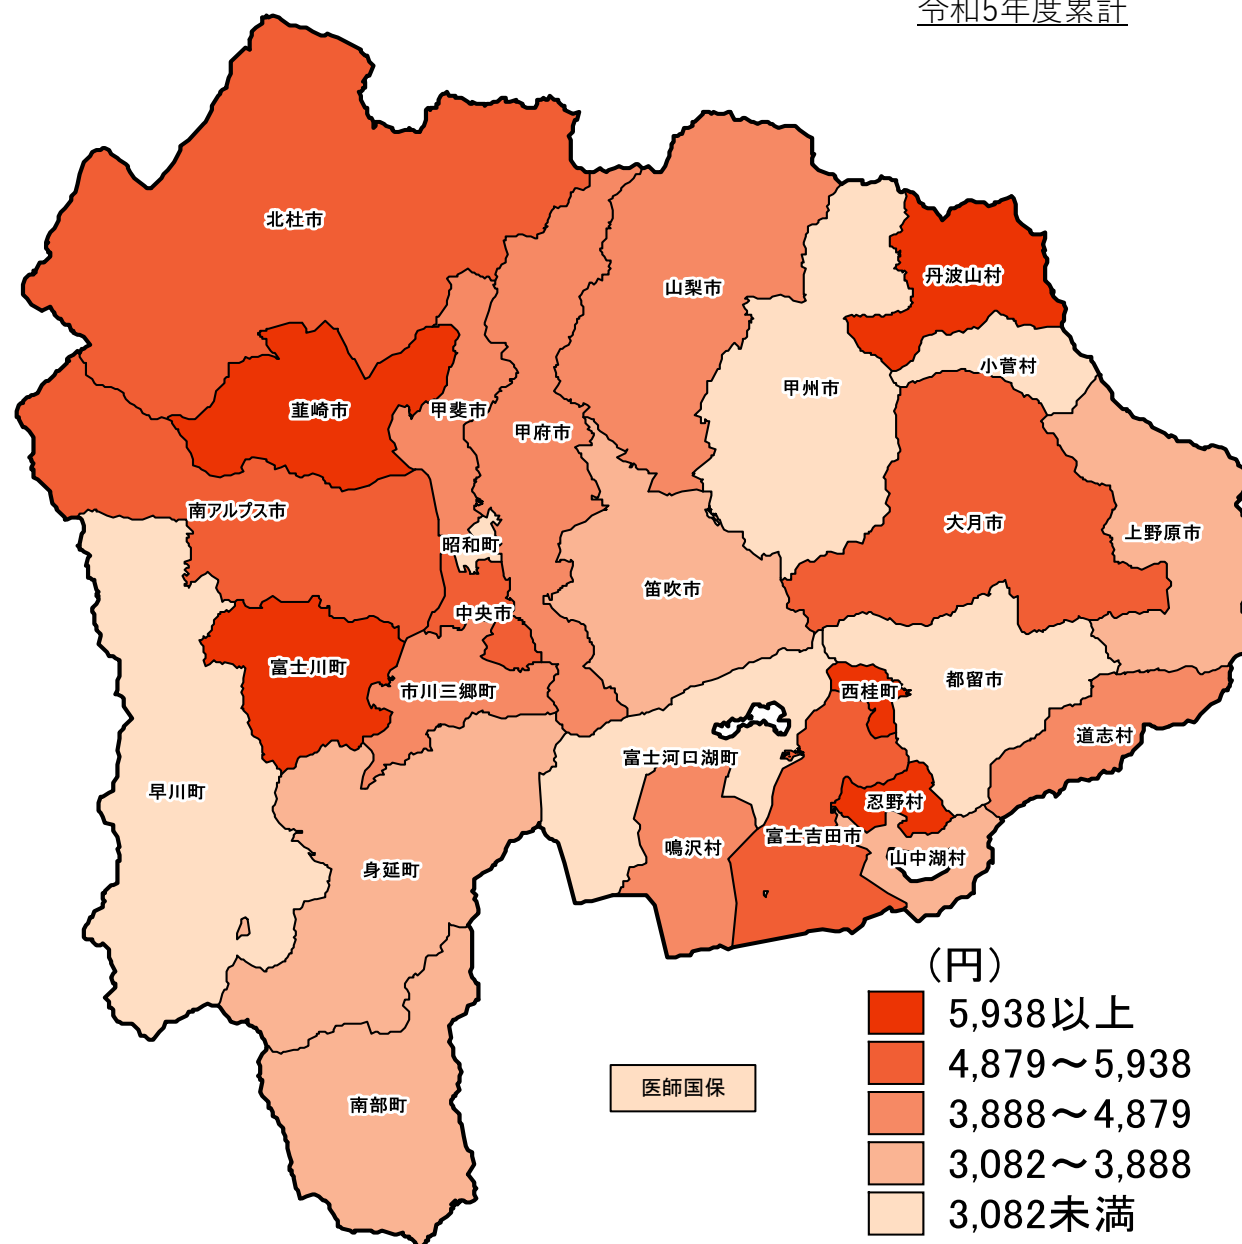 令和5年度累計
北杜市
丹波山村
山梨市
小菅村
甲州市
韮崎市
甲斐市
甲府市
南アルプス市
大月市
上野原市
昭和町
笛吹市
中央市
富士川町
市川三郷町
西桂町
都留市
道志村
富士河口湖町
早川町
忍野村
富士吉田市
鳴沢村
山中湖村
身延町
南部町
医師国保
(円)
5,938以上
4,879～5,938
3,888～4,879
3,082～3,888
3,082未満